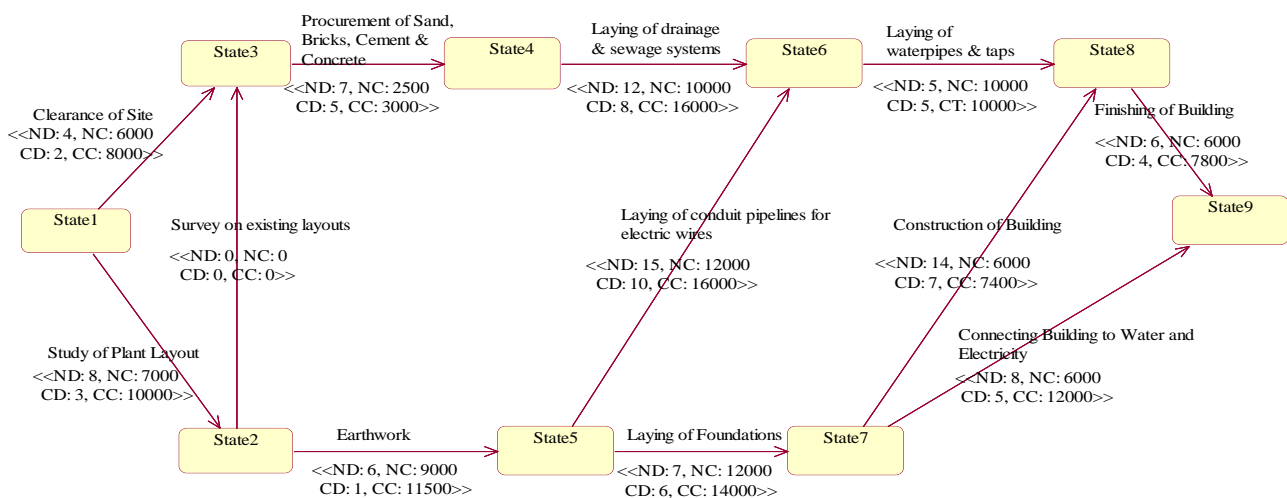 Procurement of Sand,
Bricks, Cement &
Concrete
Laying of drainage
& sewage systems
Laying of
waterpipes & taps
State3
State4
State6
State8
<<ND: 7, NC: 2500
CD: 5, CC: 3000>>
<<ND: 12, NC: 10000
CD: 8, CC: 16000>>
<<ND: 5, NC: 10000
CD: 5, CT: 10000>>
Clearance of Site
<<ND: 4, NC: 6000
CD: 2, CC: 8000>>
Finishing of Building
<<ND: 6, NC: 6000
CD: 4, CC: 7800>>
State1
State9
Survey on existing layouts
<<ND: 0, NC: 0
CD: 0, CC: 0>>
Laying of conduit pipelines for
electric wires
<<ND: 15, NC: 12000
CD: 10, CC: 16000>>
Construction of Building
<<ND: 14, NC: 6000
CD: 7, CC: 7400>>
Study of Plant Layout
<<ND: 8, NC: 7000
CD: 3, CC: 10000>>
Connecting Building to Water and
Electricity
<<ND: 8, NC: 6000
CD: 5, CC: 12000>>
State2
Earthwork
State5
Laying of Foundations
State7
<<ND: 6, NC: 9000
CD: 1, CC: 11500>>
<<ND: 7, NC: 12000
CD: 6, CC: 14000>>